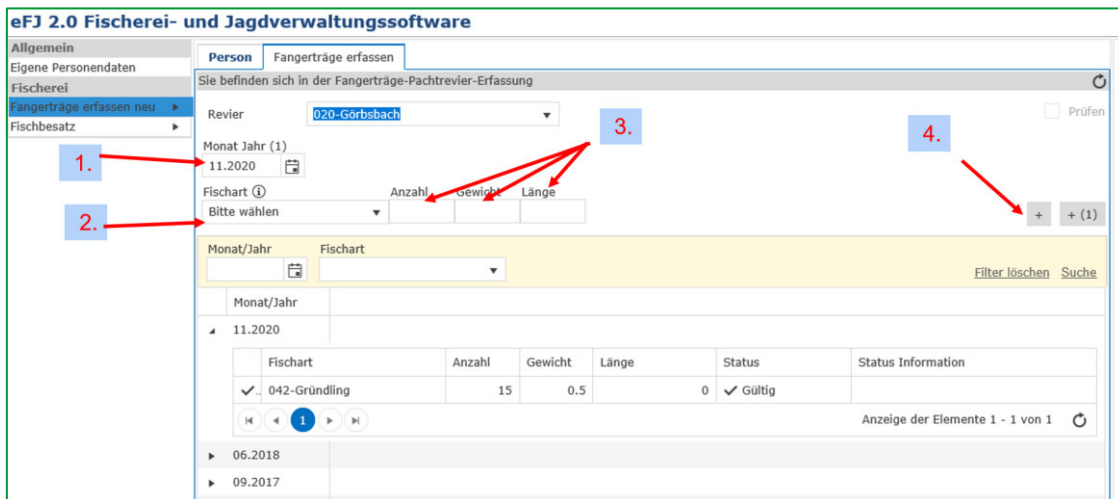 eFJ 2.0 Fischerei- und Jagdverwaltungssoftware
Allgemein
Eigene Personendaten
Fischerei
Fangerträge erfassen neu
Fischbesatz
Person Fangerträge erfassen
Sie befinden sich in der Fangerträge-Pachtrevier-Erfassung
Revier 020-Görbsbach Prüfen
3.
4.
Monat Jahr (1)
1.
11.2020
Fischart Anzahl Gewicht Länge
2.
Bitte wählen
+ + (1)
Monat/Jahr Fischart
Filter löschen Suche
Monat/Jahr
11.2020
Fischart Anzahl Gewicht Länge Status Status Information
042-Gründling 15 0.5 0 Gültig
1 Anzeige der Elemente 1 - 1 von 1
06.2018
09.2017